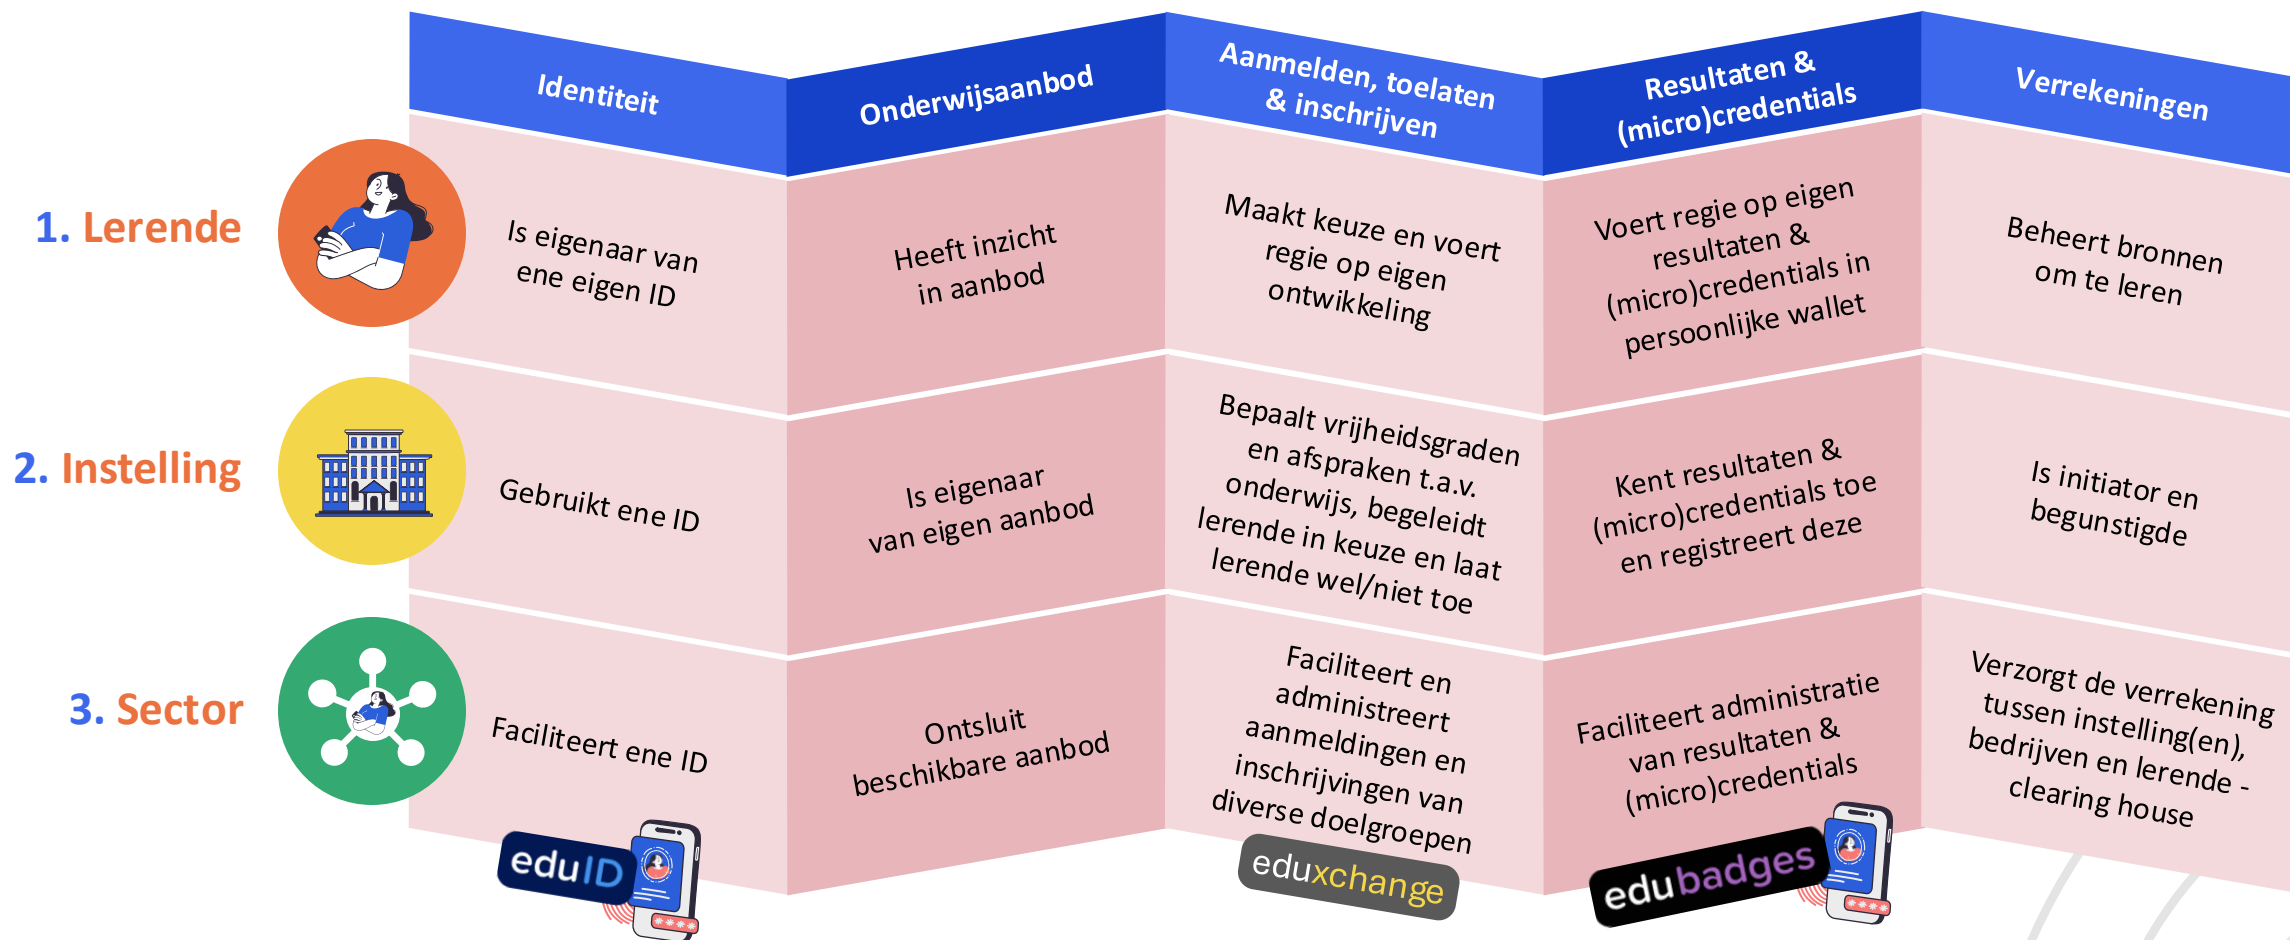 Identiteit
Onderwijsaanbod
Aanmelden, toelaten
& inschrijven
Resultaten &
(micro)credentials
Verrekeningen
1. Lerende
Is eigenaar van
ene eigen ID
Heeft inzicht
in aanbod
Maakt keuze en voert
regie op eigen
ontwikkeling
Voert regie op eigen
resultaten &
(micro)credentials in
persoonlijke wallet
Beheert bronnen
om te leren
2. Instelling
Gebruikt ene ID
Is eigenaar
van eigen aanbod
Bepaalt vrijheidsgraden
en afspraken t.a.v.
onderwijs, begeleidt
lerende in keuze en laat
lerende wel/niet toe
Kent resultaten &
(micro)credentials toe
en registreert deze
Is initiator en
begunstigde
3. Sector
Faciliteert ene ID
Ontsluit
beschikbare aanbod
Faciliteert en
administreert
aanmeldingen en
inschrijvingen van
diverse doelgroepen
Faciliteert administratie
van resultaten &
(micro)credentials
Verzorgt de verrekening
tussen instelling(en),
bedrijven en lerende -
clearing house
eduID
eduxchange
edubadges